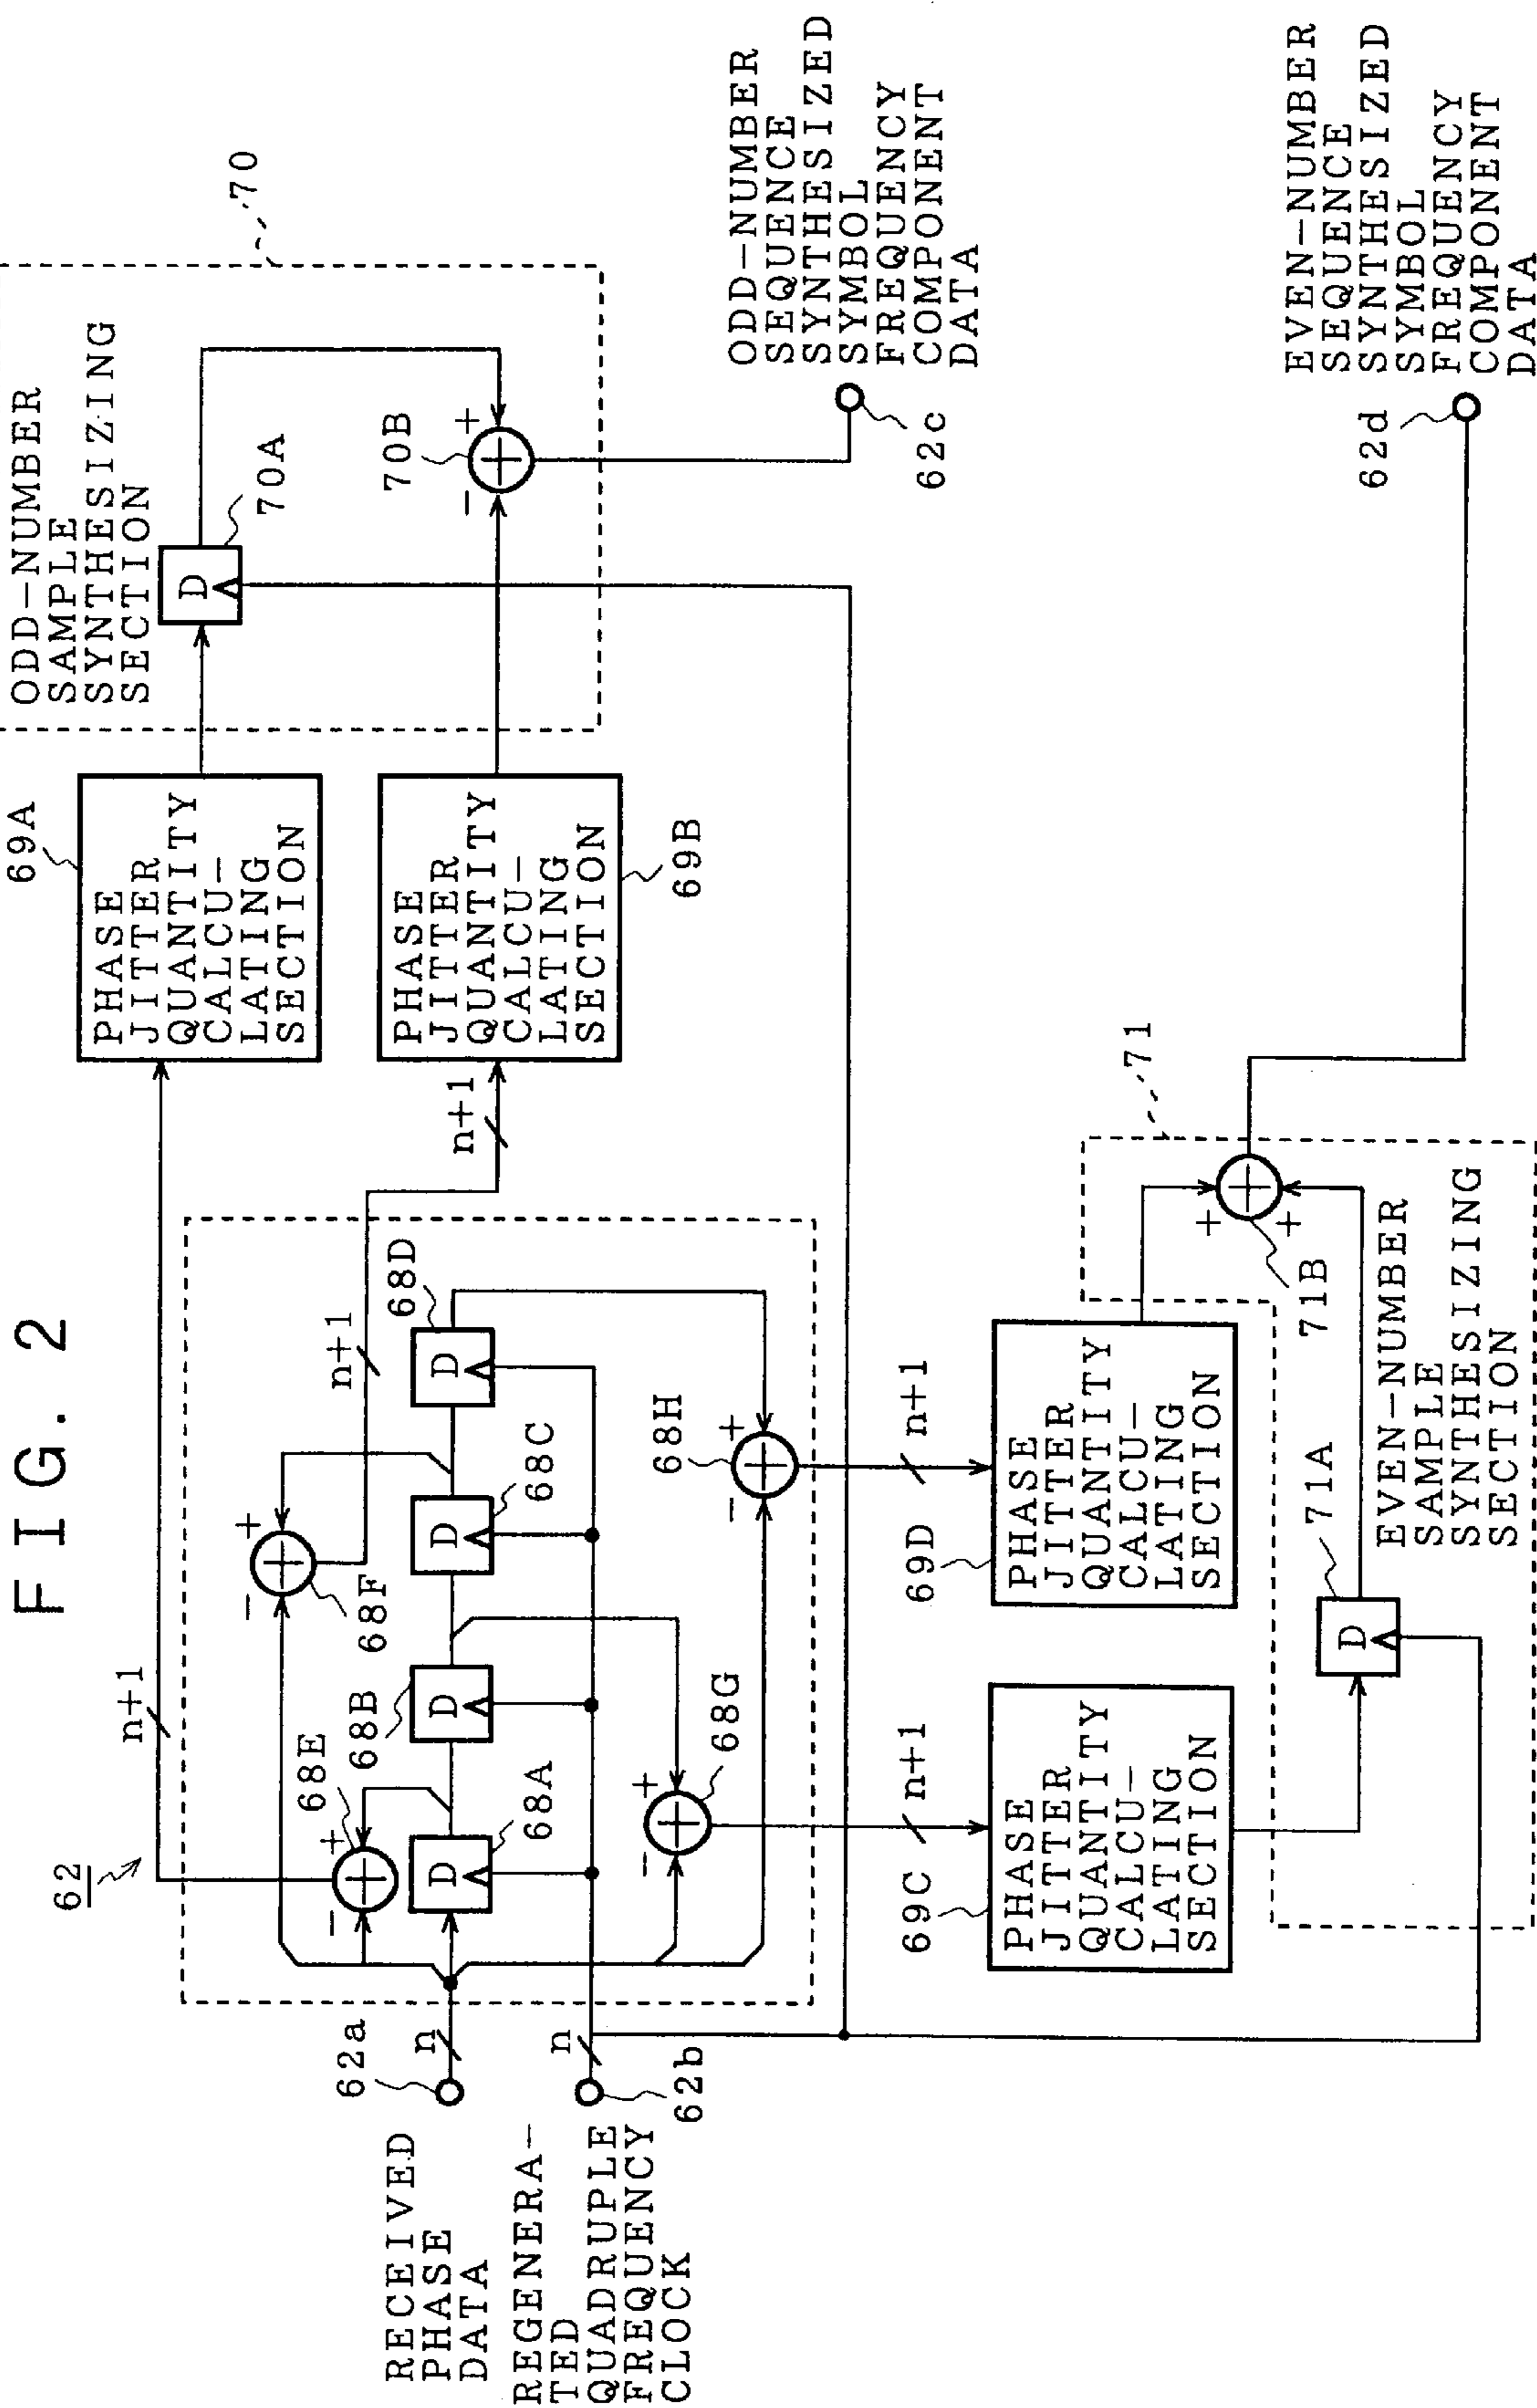 FIG. 2
62
RECEIVED
PHASE
DATA
62a
n
REGENERA-
TED
QUADRUPLE
FREQUENCY
CLOCK
62b
n
n+1
68E
+
−
D
68A
68B
D
68F
+
−
D
68C
68D
D
n+1
68G
+
−
68H
+
−
n+1
69A
PHASE
JITTER
QUANTITY
CALCU-
LATING
SECTION
PHASE
JITTER
QUANTITY
CALCU-
LATING
SECTION
69B
ODD-NUMBER
SAMPLE
SYNTHESIZING
SECTION
D
70A
70B
+
−
70
ODD-NUMBER
SEQUENCE
SYNTHESIZED
SYMBOL
FREQUENCY
COMPONENT
DATA
62c
n+1
69C
PHASE
JITTER
QUANTITY
CALCU-
LATING
SECTION
n+1
69D
PHASE
JITTER
QUANTITY
CALCU-
LATING
SECTION
D
71A
+
+
71B
71
EVEN-NUMBER
SAMPLE
SYNTHESIZING
SECTION
EVEN-NUMBER
SEQUENCE
SYNTHESIZED
SYMBOL
FREQUENCY
COMPONENT
DATA
62d